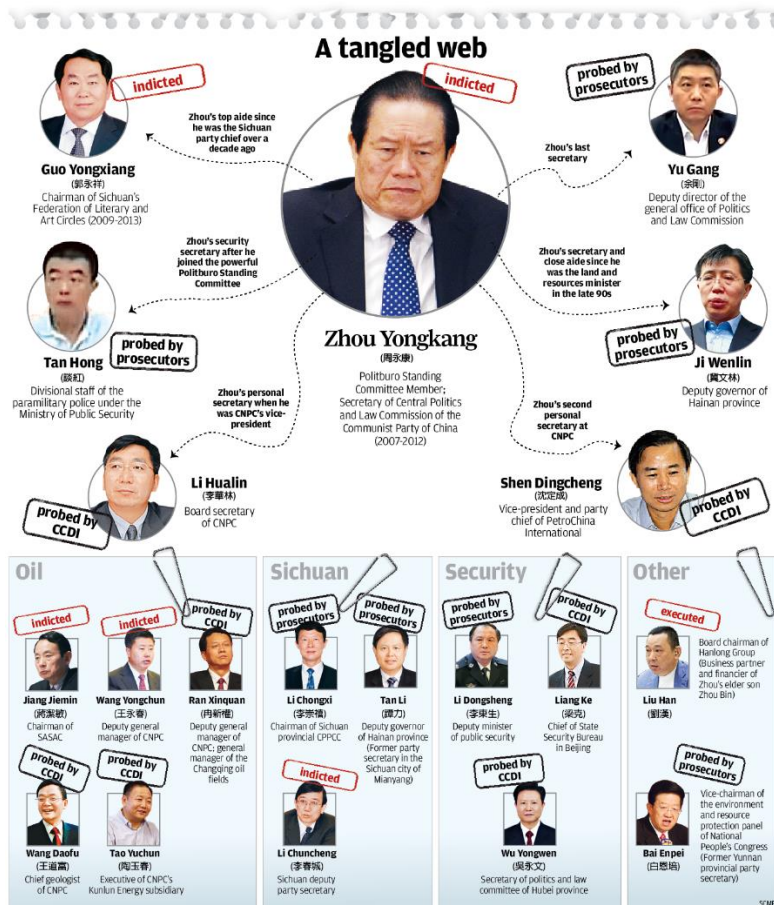 A tangled web
indicted
Guo Yongxiang
(郭永祥)
Chairman of Sichuan's
Federation of Literary and
Art Circles (2009-2013)
Zhou's top aide since
he was the Sichuan
party chief over a
decade ago
indicted
Zhou Yongkang
(周永康)
Politburo Standing
Committee Member;
Secretary of Central Politics
and Law Commission of the
Communist Party of China
(2007-2012)
Zhou's last
secretary
probed by
prosecutors
Yu Gang
(余剛)
Deputy director of the
general office of Politics
and Law Commission
Zhou's security
secretary after he
joined the powerful
Politburo Standing
Committee
probed by
prosecutors
Tan Hong
(談紅)
Divisional staff of the
paramilitary police under the
Ministry of Public Security
Zhou's secretary and
close aide since he
was the land and
resources minister
in the late 90s
probed by
prosecutors
Ji Wenlin
(冀文林)
Deputy governor of
Hainan province
Zhou's personal
secretary when he
was CNPC's vice-
president
probed by
CCDI
Li Hualin
(李華林)
Board secretary
of CNPC
Zhou's second
personal
secretary at
CNPC
Shen Dingcheng
(沈定成)
Vice-president and party
chief of PetroChina
International
probed by
CCDI
Oil
indicted
Jiang Jiemin
(蔣潔敏)
Chairman of
SASAC
indicted
Wang Yongchun
(王永春)
Deputy general
manager of CNPC
probed by
CCDI
Ran Xinquan
(冉新權)
Deputy general
manager of
CNPC; general
manager of the
Changqing oil
fields
probed by
CCDI
Wang Daofu
(王道富)
Chief geologist
of CNPC
probed by
CCDI
Tao Yuchun
(陶玉春)
Executive of CNPC's
Kunlun Energy subsidiary
Sichuan
probed by
prosecutors
Li Chongxi
(李崇禧)
Chairman of Sichuan
provincial CPPCC
probed by
prosecutors
Tan Li
(譚力)
Deputy governor of
Hainan province
(Former party
secretary in the
Sichuan city of
Mianyang)
indicted
Li Chuncheng
(李春城)
Sichuan deputy
party secretary
Security
probed by
prosecutors
Li Dongsheng
(李東生)
Deputy minister
of public security
probed by
CCDI
Liang Ke
(梁克)
Chief of State
Security Bureau
in Beijing
probed by
CCDI
Wu Yongwen
(吳永文)
Secretary of politics and law
committee of Hubei province
Other
executed
Liu Han
(劉漢)
Board chairman of
Hanlong Group
(Business partner
and financier of
Zhou's elder son
Zhou Bin)
probed by
prosecutors
Bai Enpei
(白恩培)
Vice-chairman of
the environment
and resource
protection panel
of National
People's Congress
(Former Yunnan
provincial party
secretary)
SCMP